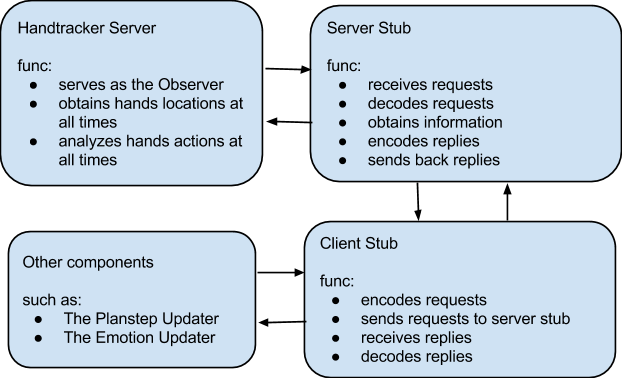 Handtracker Server
func:
● serves as the Observer
● obtains hands locations at
all times
● analyzes hands actions at
all times
Server Stub
func:
● receives requests
● decodes requests
● obtains information
● encodes replies
● sends back replies
Other components
such as:
● The Planstep Updater
● The Emotion Updater
Client Stub
func:
● encodes requests
● sends requests to server stub
● receives replies
● decodes replies